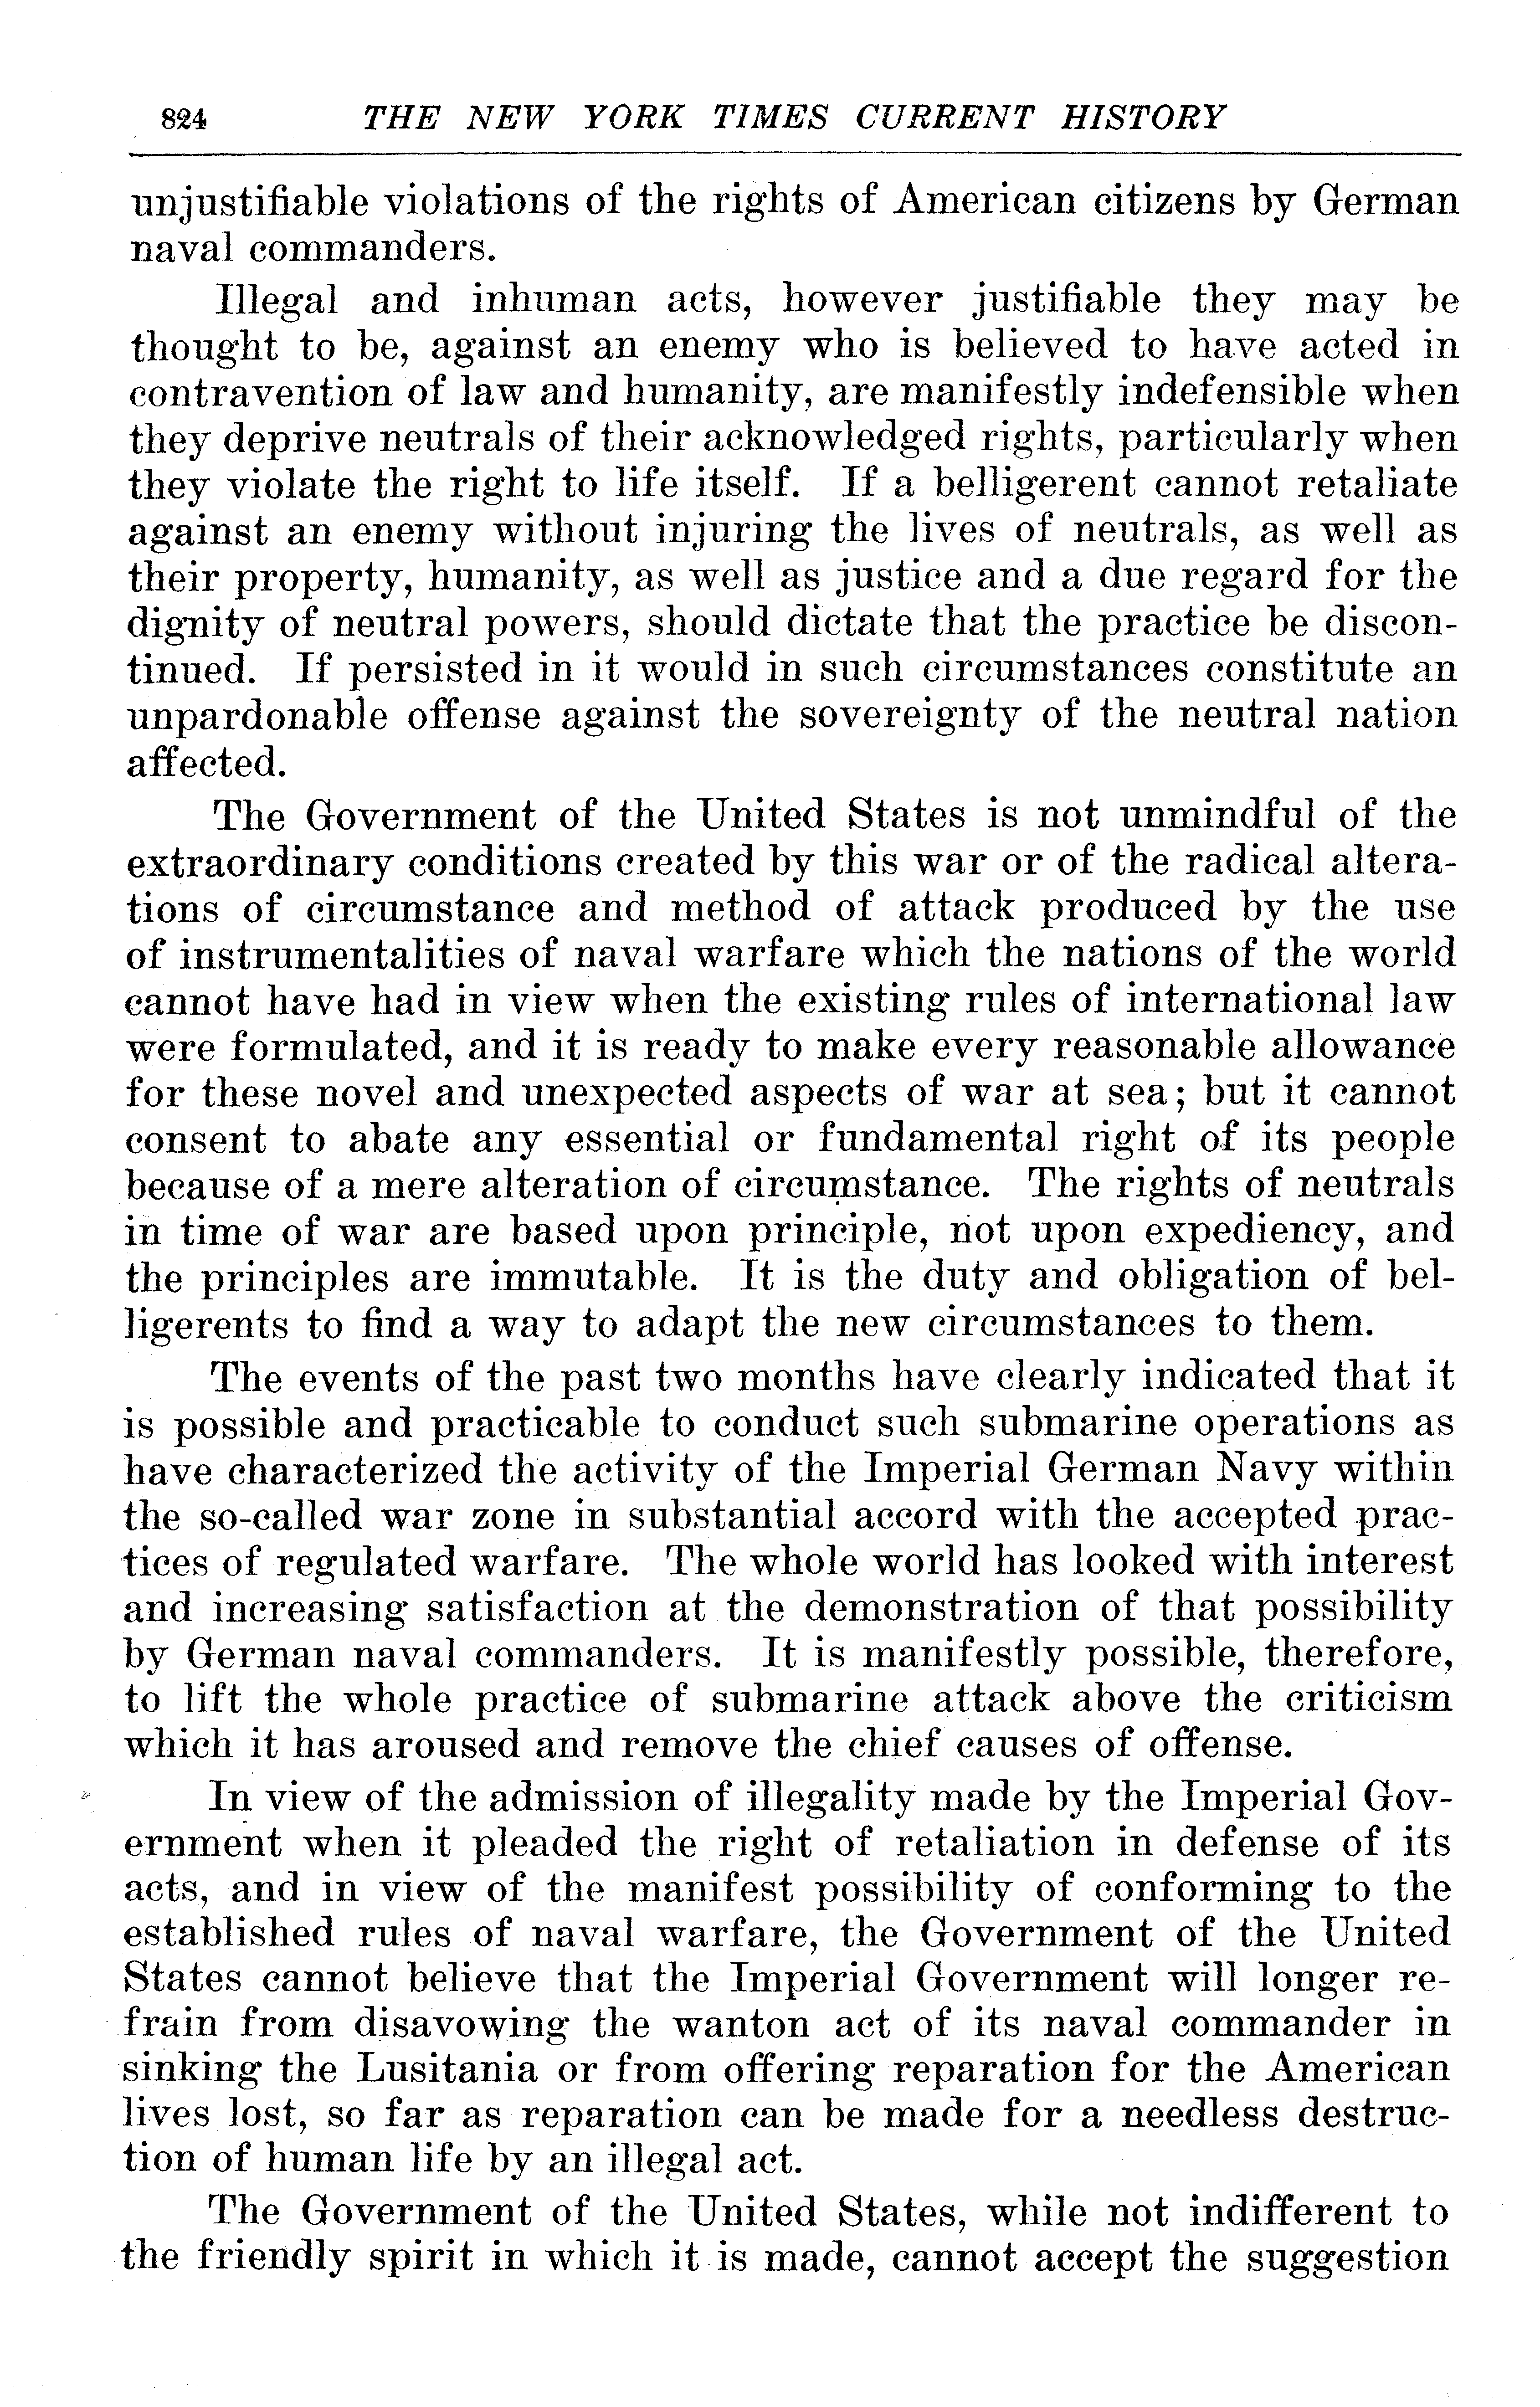 824 THE NEW YORK TIMES CURRENT HISTORY
unjustifiable violations of the rights of American citizens by German
naval commanders.
Illegal and inhuman acts, however justifiable they may be
thought to be, against an enemy who is believed to have acted in
contravention of law and humanity, are manifestly indefensible when
they deprive neutrals of their acknowledged rights, particularly when
they violate the right to life itself. If a belligerent cannot retaliate
against an enemy without injuring the lives of neutrals, as well as
their property, humanity, as well as justice and a due regard for the
dignity of neutral powers, should dictate that the practice be discon-
tinued. If persisted in it would in such circumstances constitute an
unpardonable offense against the sovereignty of the neutral nation
affected.
The Government of the United States is not unmindful of the
extraordinary conditions created by this war or of the radical altera-
tions of circumstance and method of attack produced by the use
of instrumentalities of naval warfare which the nations of the world
cannot have had in view when the existing rules of international law
were formulated, and it is ready to make every reasonable allowance
for these novel and unexpected aspects of war at sea; but it cannot
consent to abate any essential or fundamental right of its people
because of a mere alteration of circumstance. The rights of neutrals
in time of war are based upon principle, not upon expediency, and
the principles are immutable. It is the duty and obligation of bel-
ligerents to find a way to adapt the new circumstances to them.
The events of the past two months have clearly indicated that it
is possible and practicable to conduct such submarine operations as
have characterized the activity of the Imperial German Navy within
the so-called war zone in substantial accord with the accepted prac-
tices of regulated warfare. The whole world has looked with interest
and increasing satisfaction at the demonstration of that possibility
by German naval commanders. It is manifestly possible, therefore,
to lift the whole practice of submarine attack above the criticism
which it has aroused and remove the chief causes of offense.
In view of the admission of illegality made by the Imperial Gov-
ernment when it pleaded the right of retaliation in defense of its
acts, and in view of the manifest possibility of conforming to the
established rules of naval warfare, the Government of the United
States cannot believe that the Imperial Government will longer re-
frain from disavowing the wanton act of its naval commander in
sinking the Lusitania or from offering reparation for the American
lives lost, so far as reparation can be made for a needless destruc-
tion of human life by an illegal act.
The Government of the United States, while not indifferent to
the friendly spirit in which it is made, cannot accept the suggestion